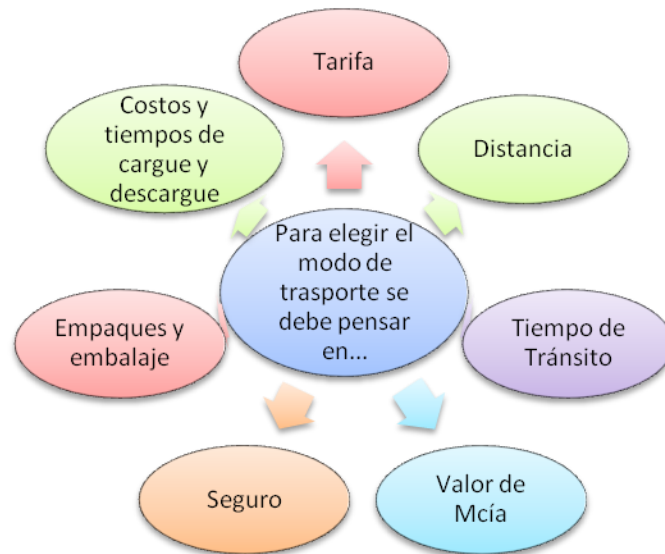 Tarifa
Costos y
tiempos de
cargue y
descargue
Distancia
Para elegir el
modo de
trasporte se
debe pensar
en...
Empaques y
embalaje
Tiempo de
Tránsito
Seguro
Valor de
Mcía